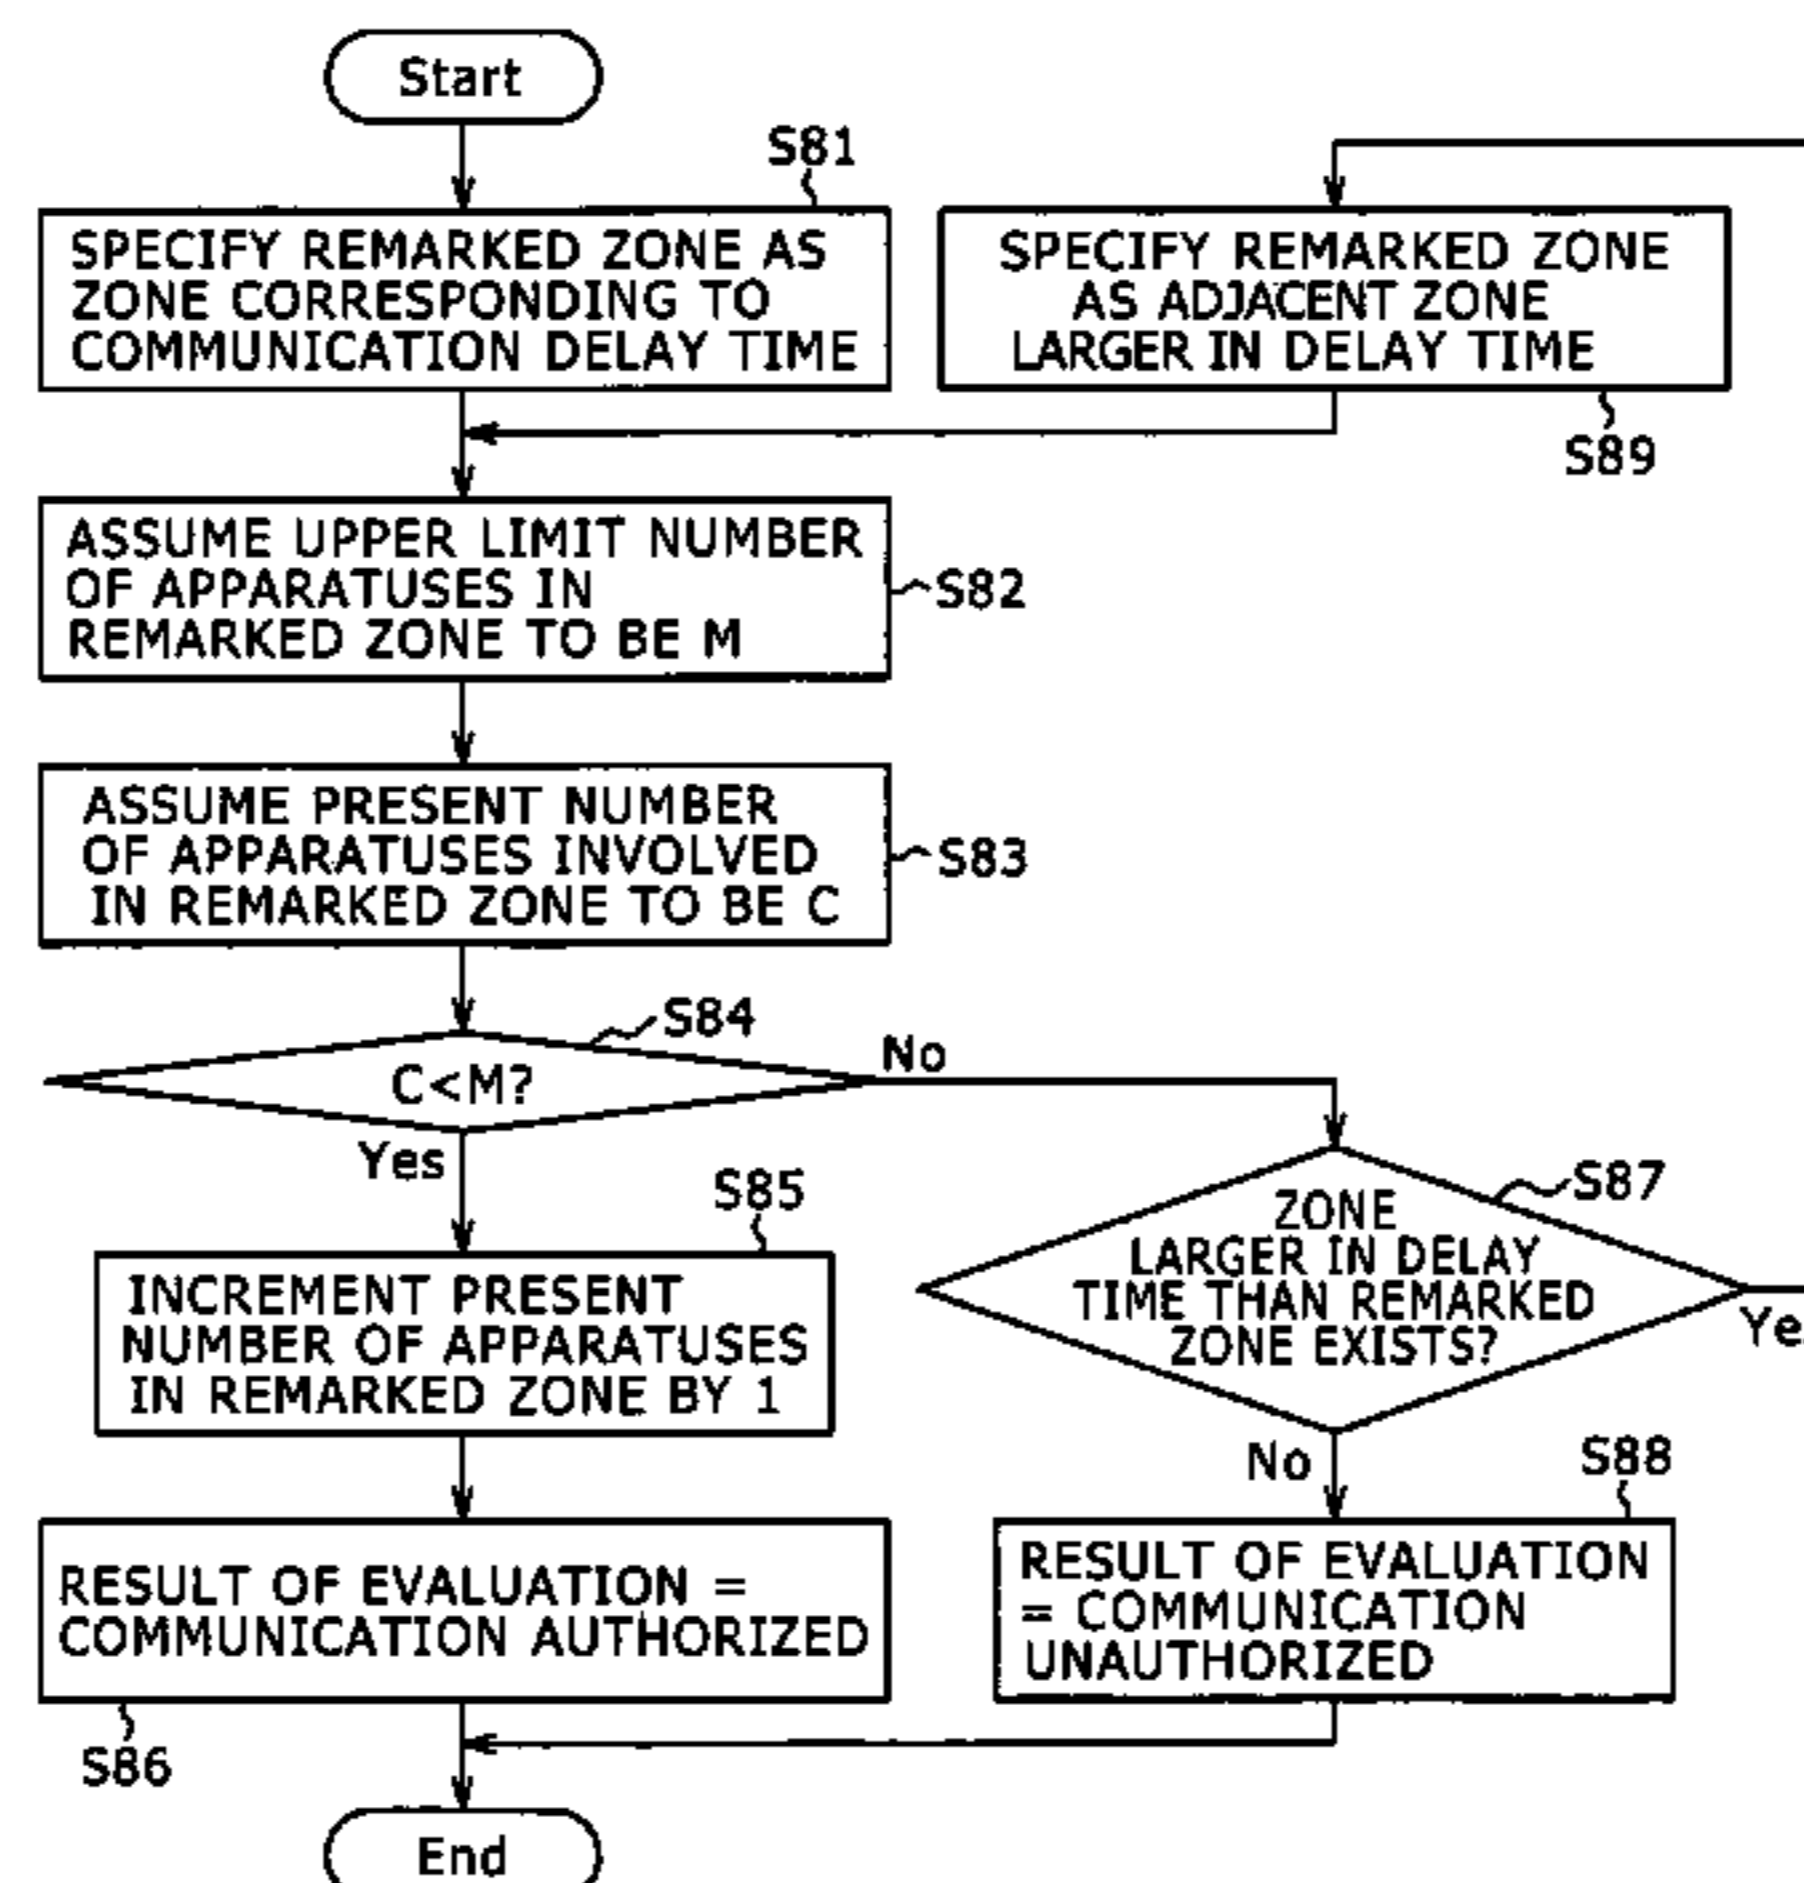 Start
S81
SPECIFY REMARKED ZONE AS
ZONE CORRESPONDING TO
COMMUNICATION DELAY TIME
SPECIFY REMARKED ZONE
AS ADJACENT ZONE
LARGER IN DELAY TIME
S89
ASSUME UPPER LIMIT NUMBER
OF APPARATUSES IN
REMARKED ZONE TO BE M
S82
ASSUME PRESENT NUMBER
OF APPARATUSES INVOLVED
IN REMARKED ZONE TO BE C
S83
S84
C<M?
No
Yes
S85
INCREMENT PRESENT
NUMBER OF APPARATUSES
IN REMARKED ZONE BY 1
S87
ZONE
LARGER IN DELAY
TIME THAN REMARKED
ZONE EXISTS?
No
S88
RESULT OF EVALUATION =
COMMUNICATION AUTHORIZED
S86
RESULT OF EVALUATION
= COMMUNICATION
UNAUTHORIZED
End